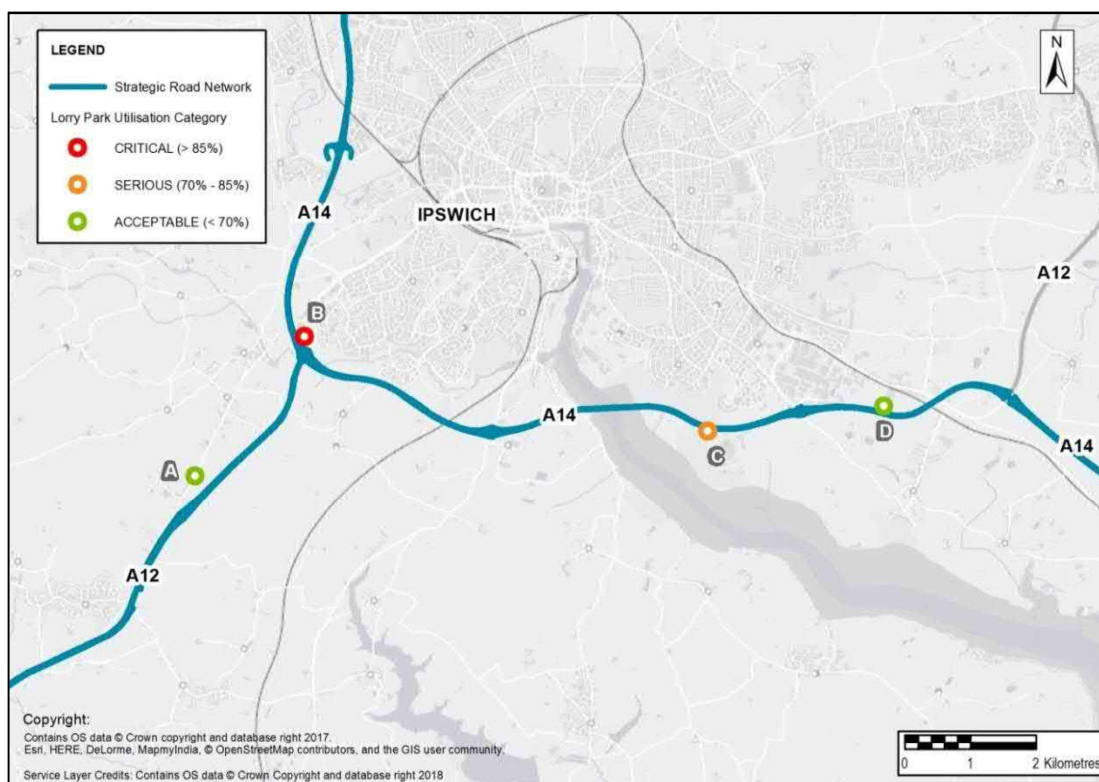 LEGEND
Strategic Road Network
Lorry Park Utilisation Category
CRITICAL (> 85%)
SERIOUS (70% - 85%)
ACCEPTABLE (< 70%)
N
A14
IPSWICH
A12
B
A14
A
C
D
A14
A12
Copyright:
Contains OS data © Crown copyright and database right 2017.
Esri, HERE, DeLorme, MapmyIndia, © OpenStreetMap contributors, and the GIS user community.
Service Layer Credits: Contains OS data © Crown Copyright and database right 2018
0 1 2 Kilometres